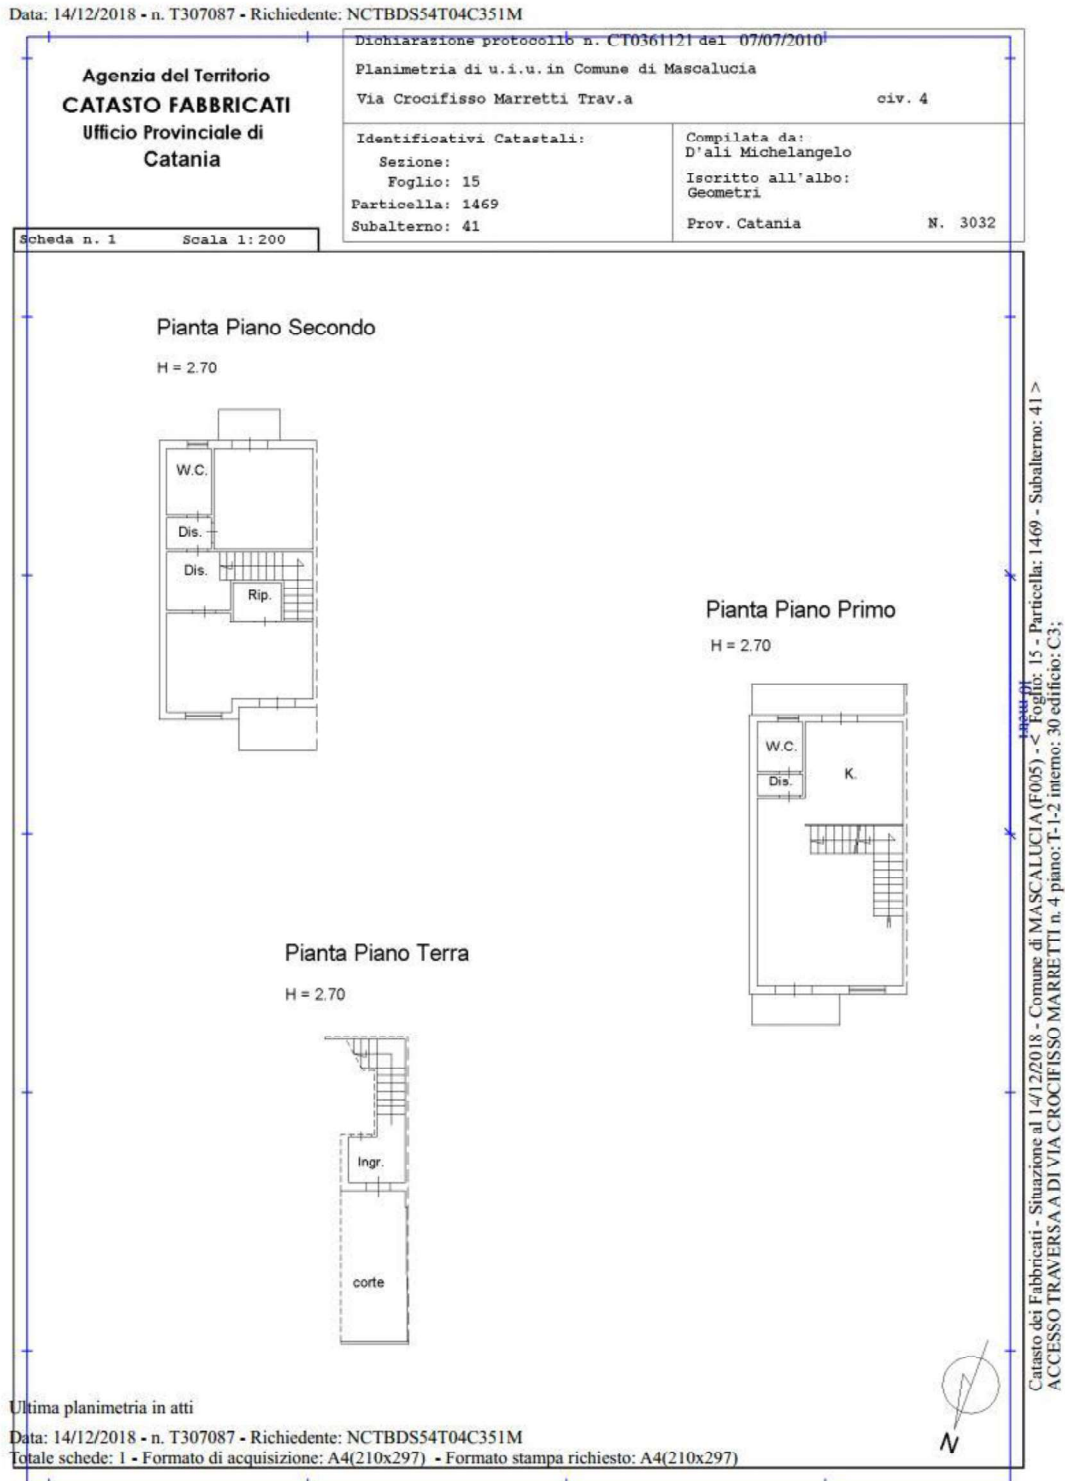 Data: 14/12/2018 - n. T307087 - Richiedente: NCTBDS54T04C351M
Agenzia del Territorio
CATASTO FABBRICATI
Ufficio Provinciale di
Catania
Dichiarazione protocollo n. CT0361121 del 07/07/2010
Planimetria di u.i.u. in Comune di Mascalucia
Via Crocifisso Marretti Trav.a civ. 4
Identificativi Catastali:
Sezione:
Foglio: 15
Particella: 1469
Subalterno: 41
Compilata da:
D'ali Michelangelo
Iscritto all'albo:
Geometri
Prov. Catania N. 3032
Scheda n. 1 Scala 1:200
Pianta Piano Secondo
H = 2.70
W.C.
Dis.
Dis.
Rip.
Pianta Piano Primo
H = 2.70
W.C.
K.
Dis.
Pianta Piano Terra
H = 2.70
Ingr.
corte
10 metri
Catasto dei Fabbricati - Situazione al 14/12/2018 - Comune di MASCALUCIA (F005) - < Foglio: 15 - Particella: 1469 - Subalterno: 41 >
ACCESSO TRAVERSA A DI VIA CROCIFISSO MARRETTI n. 4 piano: T-1-2 interno: 30 edificio: C3;
N
Ultima planimetria in atti
Data: 14/12/2018 - n. T307087 - Richiedente: NCTBDS54T04C351M
Totale schede: 1 - Formato di acquisizione: A4(210x297) - Formato stampa richiesto: A4(210x297)